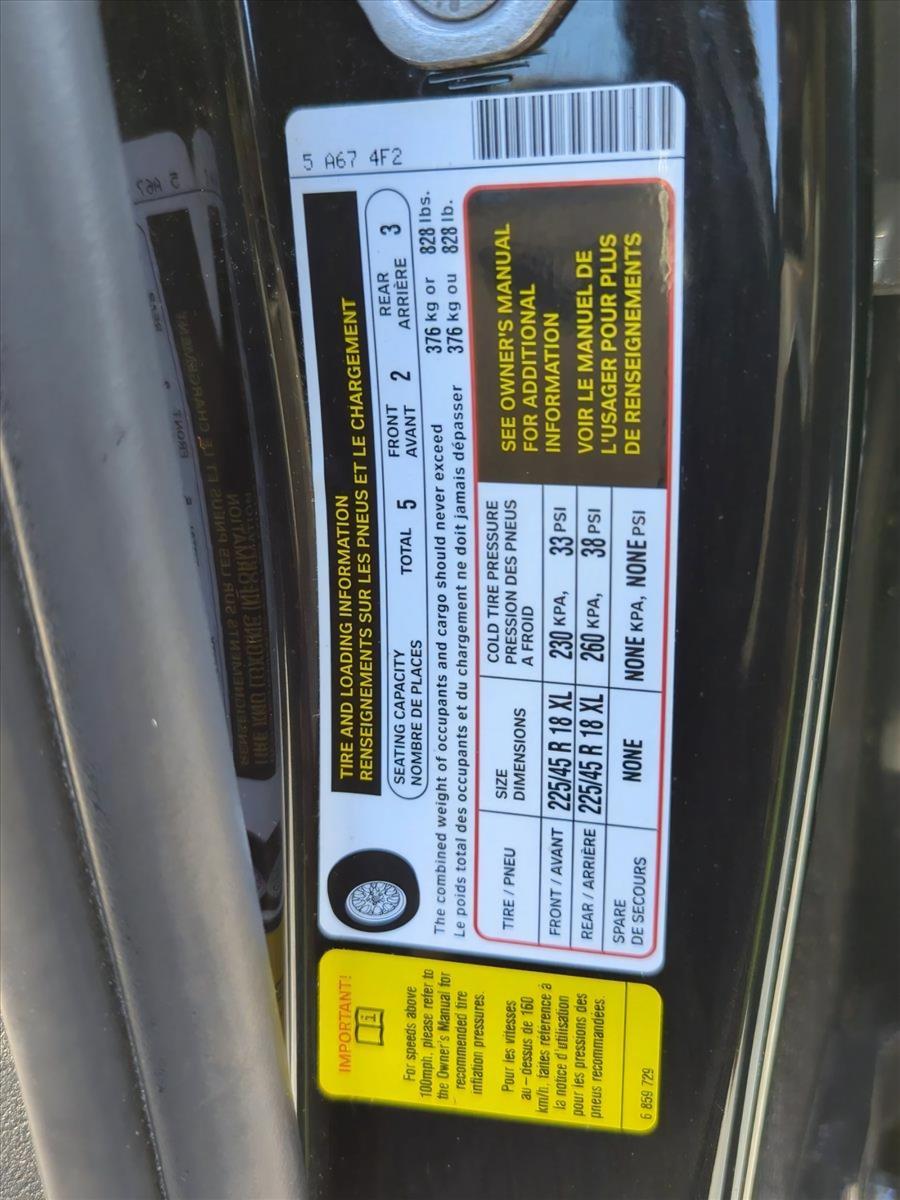 5 A67 4F2
TIRE AND LOADING INFORMATION
RENSEIGNEMENTS SUR LES PNEUS ET LE CHARGEMENT
SEATING CAPACITY TOTAL 5 FRONT 2 REAR 3
NOMBRE DE PLACES AVANT ARRIÈRE
The combined weight of occupants and cargo should never exceed 376 kg or 828 lbs.
Le poids total des occupants et du chargement ne doit jamais dépasser 376 kg ou 828 lb.
TIRE / PNEU
SIZE
DIMENSIONS
COLD TIRE PRESSURE
PRESSION DES PNEUS
A FROID
FRONT / AVANT 225/45 R 18 XL 230 KPA, 33 PSI
REAR / ARRIÈRE 225/45 R 18 XL 260 KPA, 38 PSI
SPARE
DE SECOURS
NONE NONE KPA, NONE PSI
SEE OWNER'S MANUAL
FOR ADDITIONAL
INFORMATION
VOIR LE MANUEL DE
L'USAGER POUR PLUS
DE RENSEIGNEMENTS
IMPORTANT!
For speeds above
100mph, please refer to
the Owner's Manual for
recommended tire
inflation pressures.
Pour les vitesses
au-dessus de 160
km/h, faites référence à
la notice d'utilisation
pour les pressions des
pneus recommandées.
6 859 729